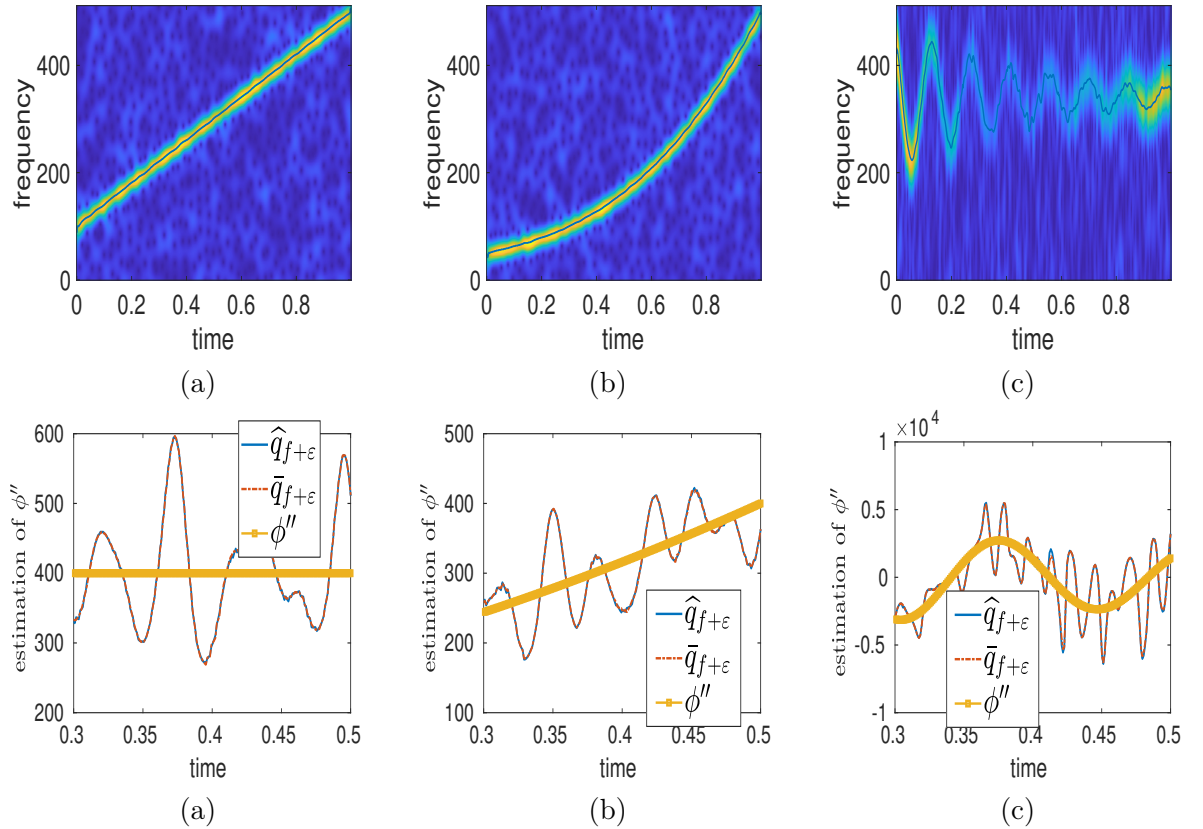 frequency
400
200
0
0
0.2
0.4
0.6
0.8
time
(a)
frequency
400
200
0
0
0.2
0.4
0.6
0.8
time
(b)
frequency
400
200
0
0
0.2
0.4
0.6
0.8
time
(c)
estimation of ϕ′′
600
500
400
300
200
0.3
0.35
0.4
0.45
0.5
time
q̂f+ε
q̄f+ε
ϕ′′
(a)
estimation of ϕ′′
500
400
300
200
100
0.3
0.35
0.4
0.45
0.5
time
q̂f+ε
q̄f+ε
ϕ′′
(b)
estimation of ϕ′′
×10⁴
1
0.5
0
-0.5
-1
0.3
0.35
0.4
0.45
0.5
time
q̂f+ε
q̄f+ε
ϕ′′
(c)